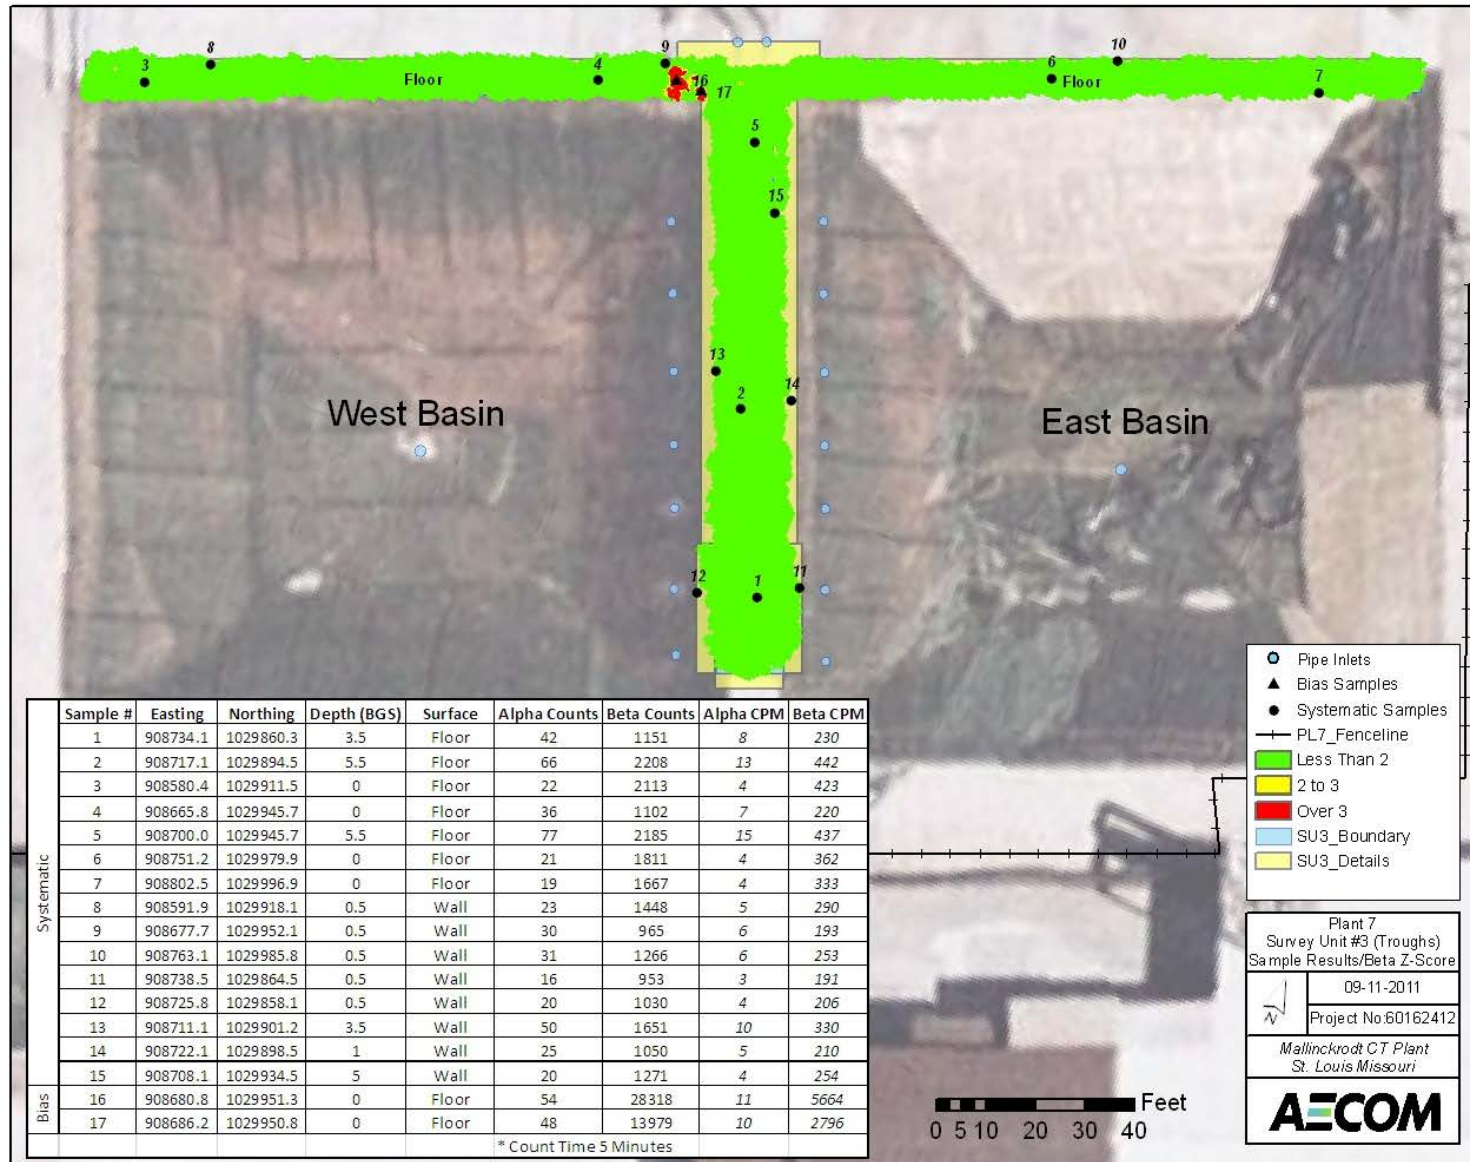 8
9
10
3
4
6
7
Floor
16
Floor
17
5
15
13
2
14
West Basin
East Basin
12
1
11
Sample # Easting Northing Depth (BGS) Surface Alpha Counts Beta Counts Alpha CPM Beta CPM
Systematic
1 908734.1 1029860.3 3.5 Floor 42 1151 8 230
2 908717.1 1029894.5 5.5 Floor 66 2208 13 442
3 908580.4 1029911.5 0 Floor 22 2113 4 423
4 908665.8 1029945.7 0 Floor 36 1102 7 220
5 908700.0 1029945.7 5.5 Floor 77 2185 15 437
6 908751.2 1029979.9 0 Floor 21 1811 4 362
7 908802.5 1029996.9 0 Floor 19 1667 4 333
8 908591.9 1029918.1 0.5 Wall 23 1448 5 290
9 908677.7 1029952.1 0.5 Wall 30 965 6 193
10 908763.1 1029985.8 0.5 Wall 31 1266 6 253
11 908738.5 1029864.5 0.5 Wall 16 953 3 191
12 908725.8 1029858.1 0.5 Wall 20 1030 4 206
13 908711.1 1029901.2 3.5 Wall 50 1651 10 330
14 908722.1 1029898.5 1 Wall 25 1050 5 210
15 908708.1 1029934.5 5 Wall 20 1271 4 254
Bias
16 908680.8 1029951.3 0 Floor 54 28318 11 5664
17 908686.2 1029950.8 0 Floor 48 13979 10 2796
* Count Time 5 Minutes
Pipe Inlets
Bias Samples
Systematic Samples
PL7_Fenceline
Less Than 2
2 to 3
Over 3
SU3_Boundary
SU3_Details
Plant 7
Survey Unit #3 (Troughs)
Sample Results/Beta Z-Score
N
09-11-2011
Project No:60162412
Mallinckrodt CT Plant
St. Louis Missouri
AECOM
Feet
0 5 10 20 30 40